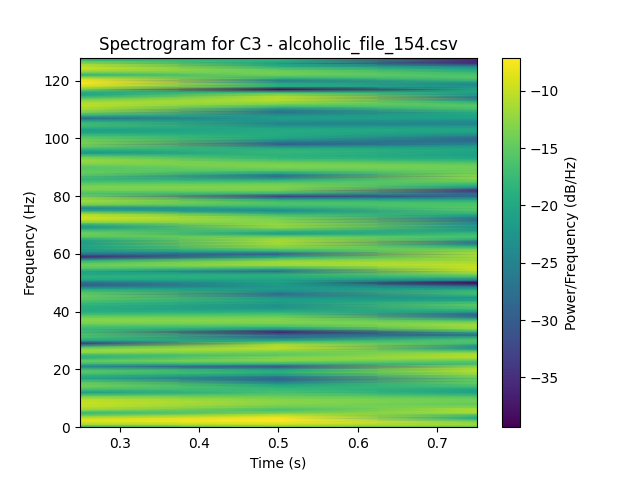 Spectrogram for C3 - alcoholic_file_154.csv
120
100
80
60
40
20
0
Frequency (Hz)
0.3 0.4 0.5 0.6 0.7
Time (s)
−10
−15
−20
−25
−30
−35
Power/Frequency (dB/Hz)